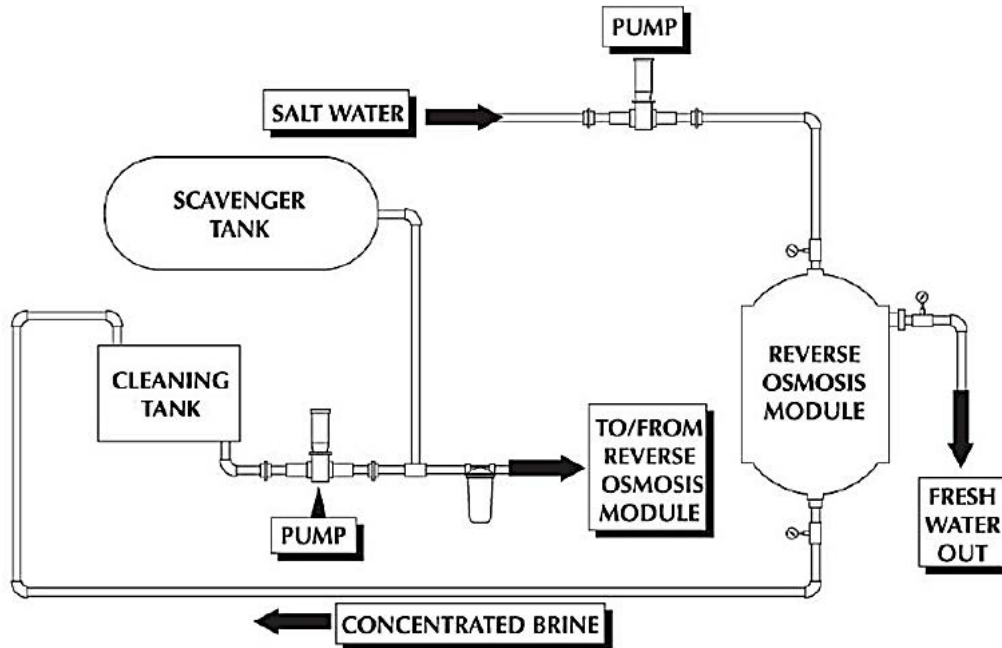 PUMP
SALT WATER
SCAVENGER
TANK
CLEANING
TANK
REVERSE
OSMOSIS
MODULE
TO/FROM
REVERSE
OSMOSIS
MODULE
FRESH
WATER
OUT
PUMP
CONCENTRATED BRINE